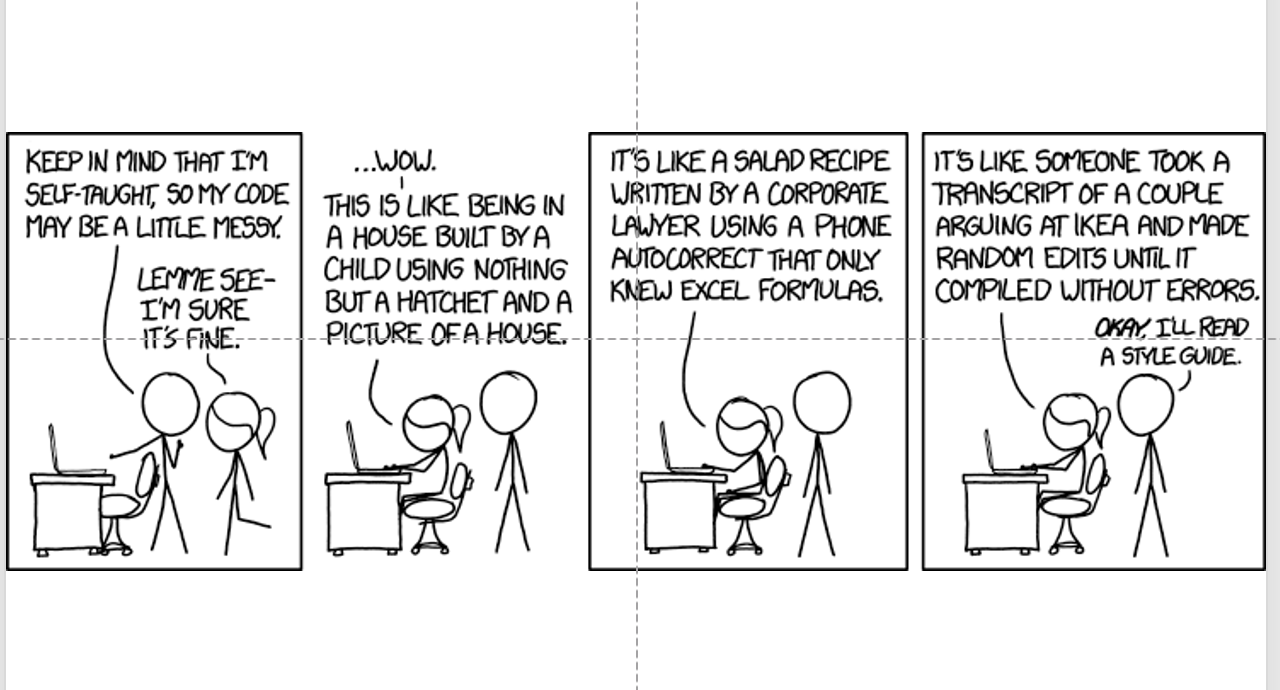 KEEP IN MIND THAT I'M
SELF-TAUGHT, SO MY CODE
MAY BE A LITTLE MESSY.
LEMME SEE-
I'M SURE
IT'S FINE.
...WOW.
THIS IS LIKE BEING IN
A HOUSE BUILT BY A
CHILD USING NOTHING
BUT A HATCHET AND A
PICTURE OF A HOUSE.
IT'S LIKE A SALAD RECIPE
WRITTEN BY A CORPORATE
LAWYER USING A PHONE
AUTOCORRECT THAT ONLY
KNEW EXCEL FORMULAS.
IT'S LIKE SOMEONE TOOK A
TRANSCRIPT OF A COUPLE
ARGUING AT IKEA AND MADE
RANDOM EDITS UNTIL IT
COMPILED WITHOUT ERRORS.
OKAY, I'LL READ
A STYLE GUIDE.